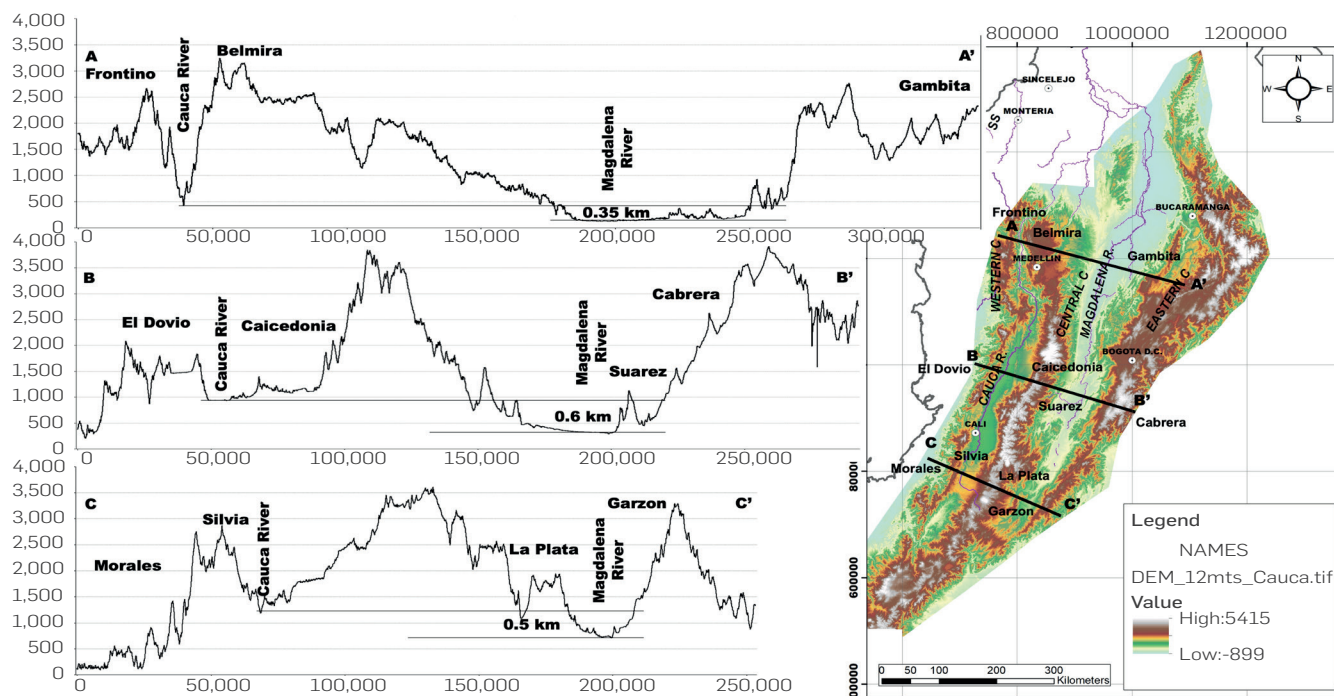 4,000
3,500
3,000
2,500
2,000
1,500
1,000
500
0
A
Frontino
Cauca River
Belmira
Magdalena
River
0.35 km
A'
Gambita
0
50,000
100,000
150,000
200,000
250,000
300,000
4,000
3,500
3,000
2,500
2,000
1,500
1,000
500
0
B
El Dovio
Cauca River
Caicedonia
Magdalena
River
Suarez
0.6 km
Cabrera
B'
0
50,000
100,000
150,000
200,000
250,000
4,000
3,500
3,000
2,500
2,000
1,500
1,000
500
0
C
Morales
Silvia
Cauca River
La Plata
0.5 km
Magdalena
River
Garzon
C'
0
50,000
100,000
150,000
200,000
250,000
8000000
10000000
12000000
N
W
E
S
SINCELEJO
MONTERIA
SS
BUCARAMANGA
Frontino
A
Belmira
MEDELLIN
Gambita
A'
WESTERN C
CENTRAL C
MAGDALENA R.
EASTERN C
BOGOTA D.C.
B
El Dovio
CAUCA R.
Caicedonia
Suarez
B'
Cabrera
CALI
C
Silvia
Morales
La Plata
Garzon
C'
80000
600000
00000
0 50 100 200 300
Kilometers
Legend
NAMES
DEM_12mts_Cauca.tif
Value
High:5415
Low:-899